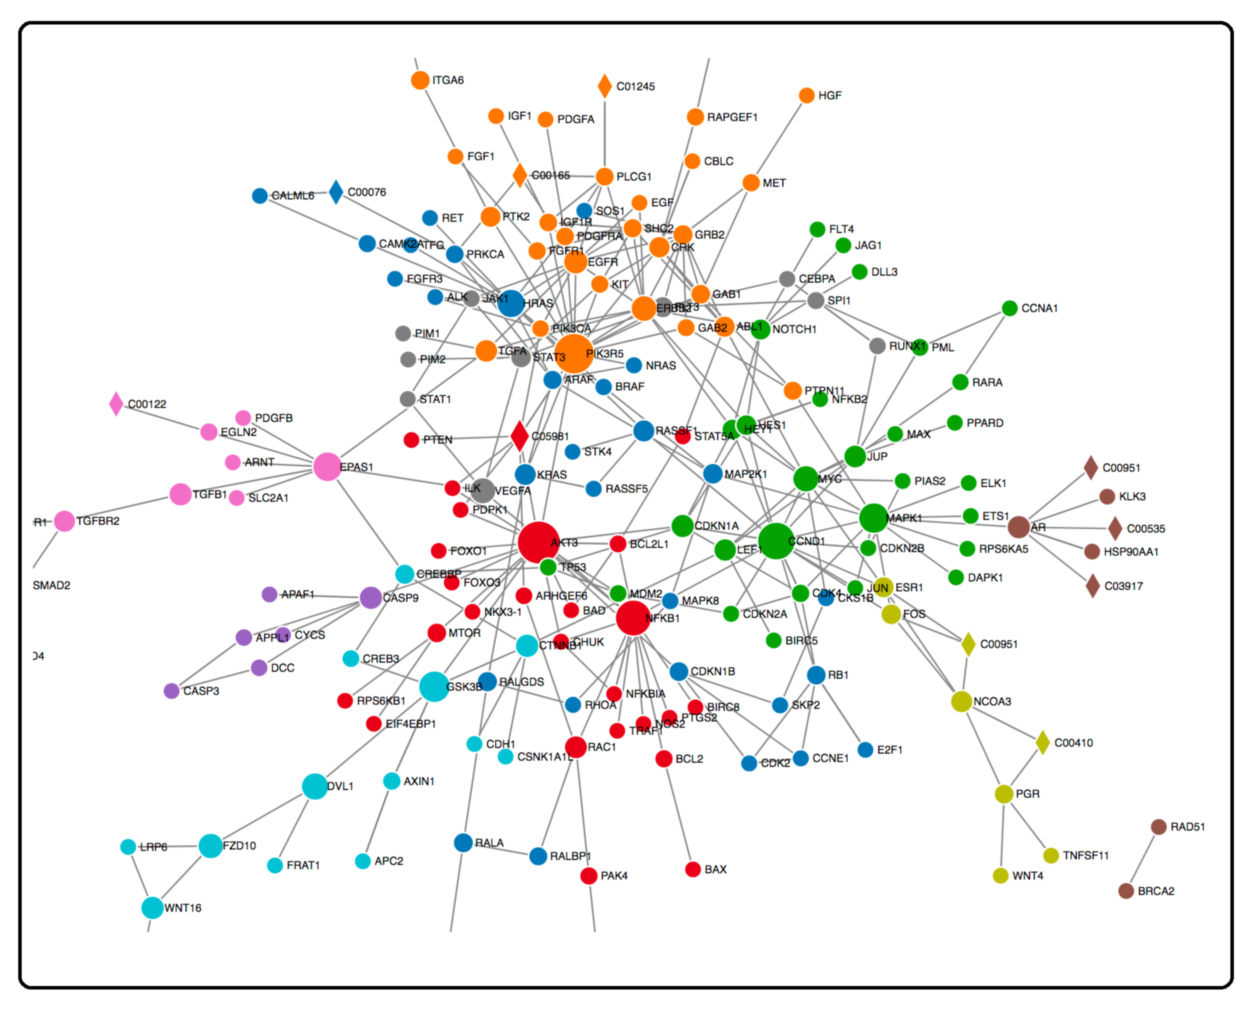 ITGA6
C01245
HGF
IGF1
PDGFA
RAPGEF1
FGF1
CBLC
C00165
PLCG1
MET
CALML6
C00076
EGF
RET
PTK2
IGF1R
SOS1
SHC2
GRB2
FLT4
PDGFRA
CAMK2A
TFG
PRKCA
FGFR1
CRK
JAG1
EGFR
FGFR3
KIT
CEBPA
DLL3
ALK
JAK1
HRAS
GAB1
SPI1
ERBB2
FLT3
CCNA1
PIM1
PIK3CA
GAB2
ABL1
NOTCH1
PIM2
TGFA
STAT3
PIK3R5
RUNX1
PML
NRAS
ARAF
BRAF
RARA
STAT1
PTPN11
NFKB2
C00122
PDGFB
EGLN2
PTEN
C05981
RASSF1
STAT5A
HEY1
HES1
MAX
PPARD
ARNT
EPAS1
STK4
JUP
C00951
TGFB1
SLC2A1
ILK
VEGFA
KRAS
RASSF5
MAP2K1
MYC
PIAS2
ELK1
KLK3
R1
TGFBR2
PDPK1
CDKN1A
MAPK1
ETS1
AR
C00535
FOXO1
AKT3
BCL2L1
LEF1
CCND1
CDKN2B
RPS6KA5
HSP90AA1
SMAD2
CREBBP
FOXO3
TP53
DAPK1
C03917
APAF1
CASP9
ARHGEF6
MDM2
MAPK8
CDK4
CKS1B
JUN
ESR1
NKX3-1
BAD
NFKB1
CDKN2A
FOS
APPL1
CYCS
MTOR
CTNNB1
CHUK
BIRC5
C00951
D4
CREB3
DCC
CDKN1B
RB1
CASP3
GSK3B
RALGDS
RPS6KB1
NFKBIA
RHOA
BIRC8
SKP2
NCOA3
EIF4EBP1
TRAF1
NOS2
PTGS2
CDH1
CSNK1A1L
RAC1
BCL2
CDK2
CCNE1
E2F1
C00410
DVL1
AXIN1
PGR
LRP6
FZD10
FRAT1
APC2
RALA
RALBP1
PAK4
BAX
RAD51
TNFSF11
WNT4
BRCA2
WNT16